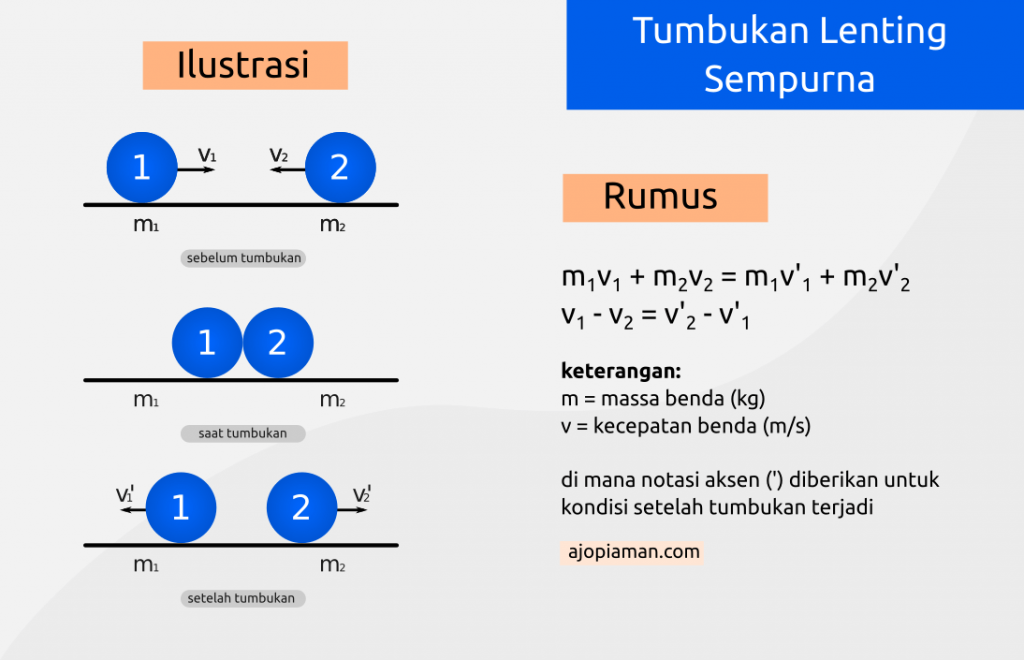 Tumbukan Lenting
Sempurna
Ilustrasi
1 v₁ v₂ 2
m₁ m₂
sebelum tumbukan
1 2
m₁ m₂
saat tumbukan
v₁' 1 2 v₂'
m₁ m₂
setelah tumbukan
Rumus
m₁v₁ + m₂v₂ = m₁v'₁ + m₂v'₂
v₁ - v₂ = v'₂ - v'₁
keterangan:
m = massa benda (kg)
v = kecepatan benda (m/s)
di mana notasi aksen (') diberikan untuk
kondisi setelah tumbukan terjadi
ajopiaman.com